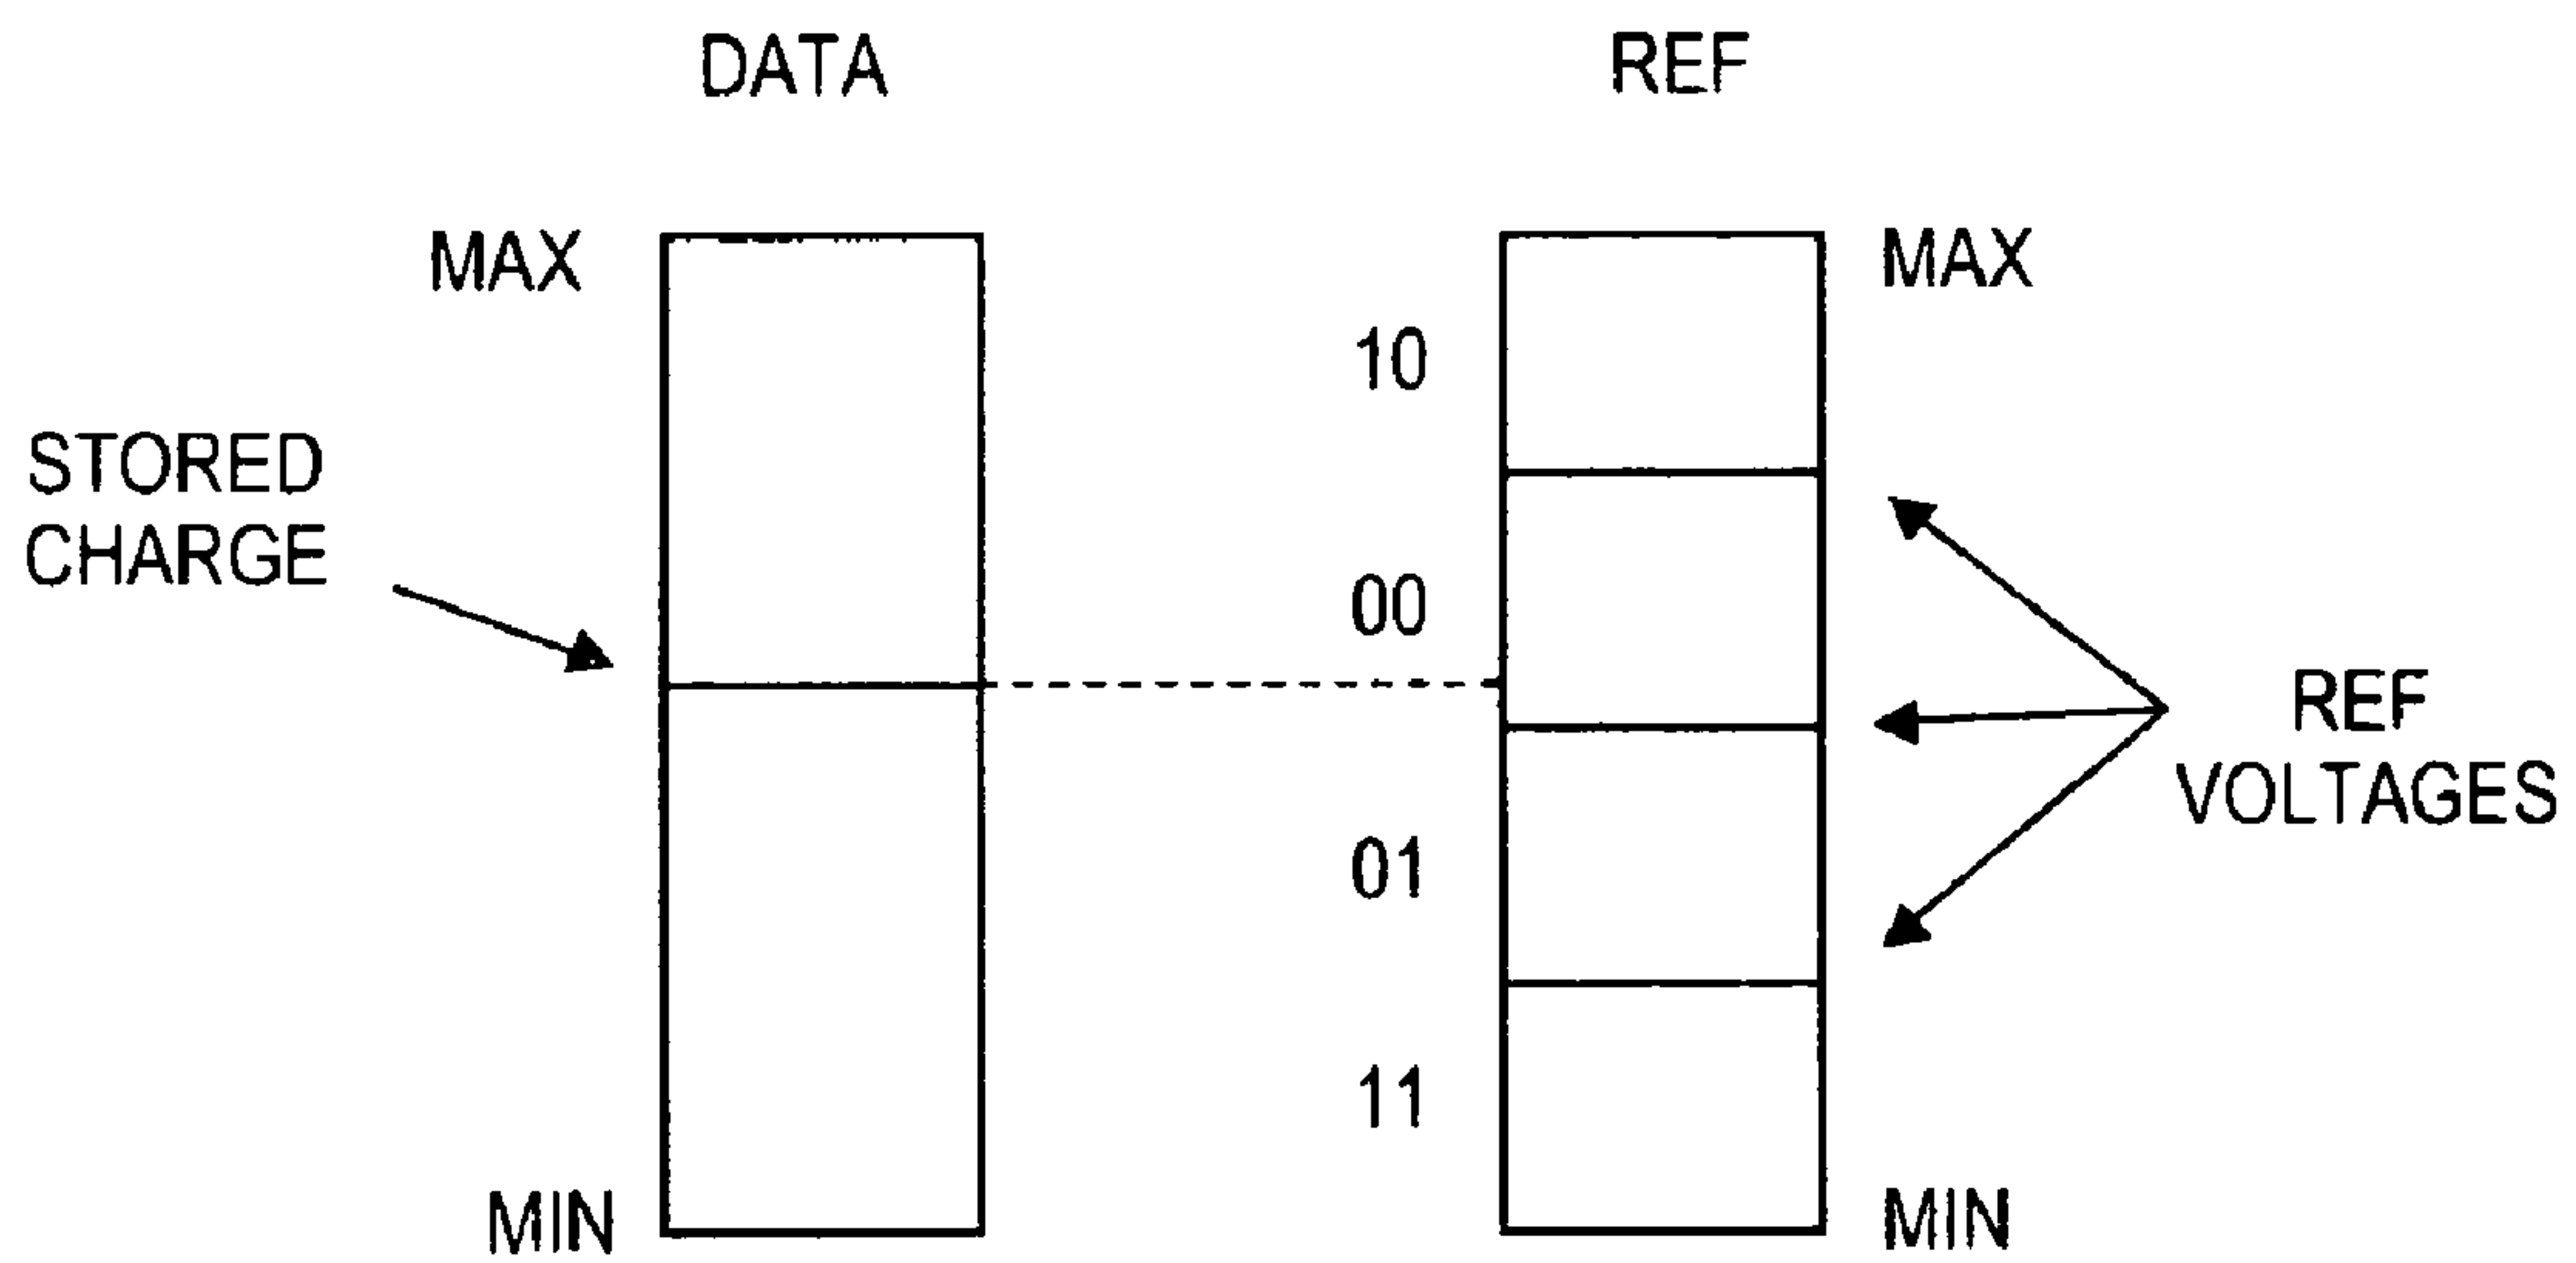 DATA
REF
MAX
MAX
10
STORED
CHARGE
00
REF
VOLTAGES
01
11
MIN
MIN